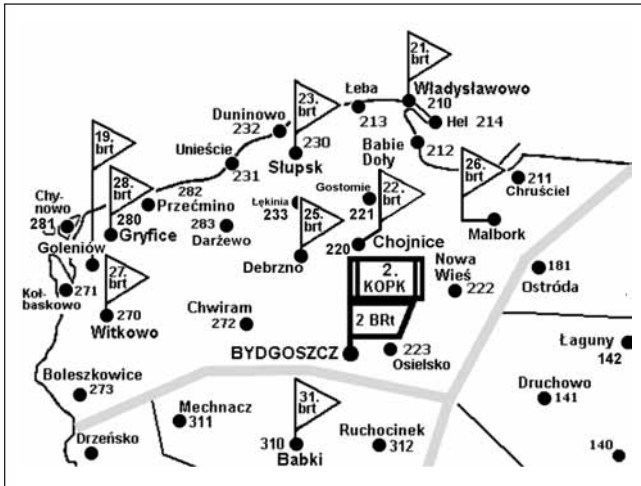 21.
brt
Władysławowo
210
Łeba
213
Hel 214
23.
brt
Duninowo
232
230
Słupsk
Babie
Doły
212
19.
brt
Unieście
231
26.
brt
211
Chruściel
28.
brt
282
Przećmino
Chy-
nowo
281
280
Gryfice
283
Darżewo
Łękinia
233
Gostomie
221
22.
brt
25.
brt
220
Chojnice
Malbork
Goleniów
Debrzno
271
Koł-
baskowo
27.
brt
270
Witkowo
2.
KOPK
2 BRt
Nowa
Wieś
222
181
Ostróda
Chwiram
272
BYDGOSZCZ
223
Osielsko
Łaguny
142
Boleszkowice
273
Druchowo
141
Mechnacz
311
31.
brt
310
Babki
Ruchocinek
312
Drzeńsko
140